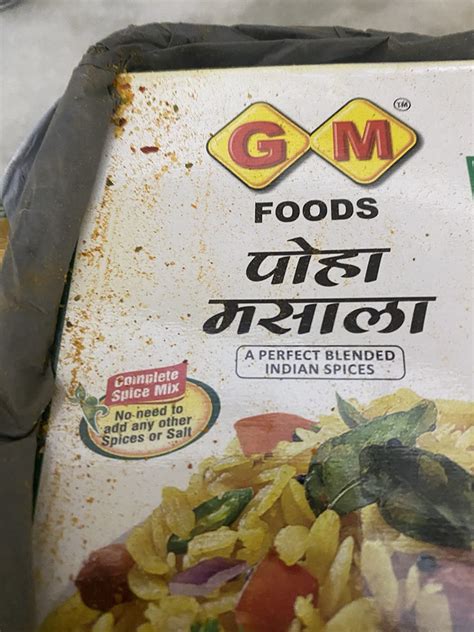 GM
TM
FOODS
पोहा
मसाला
A PERFECT BLENDED
INDIAN SPICES
Complete
Spice Mix
No need to
add any other
Spices or Salt